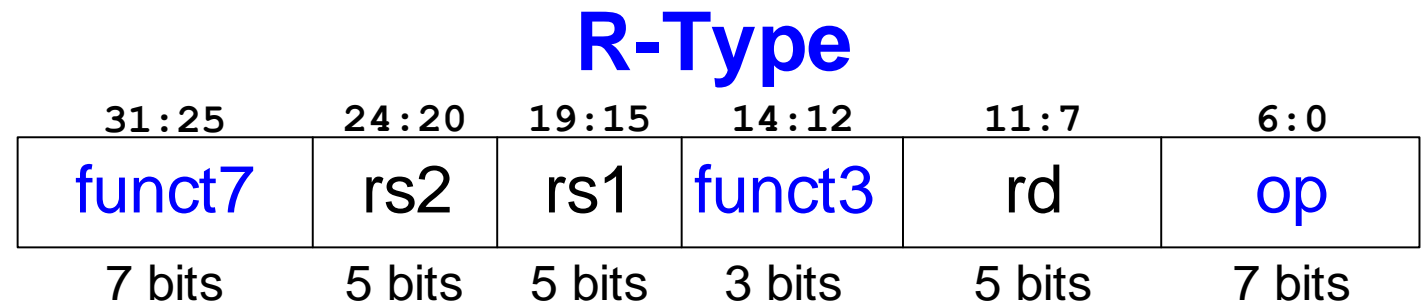 R-Type
31:25 24:20 19:15 14:12 11:7 6:0
funct7 rs2 rs1 funct3 rd op
7 bits 5 bits 5 bits 3 bits 5 bits 7 bits